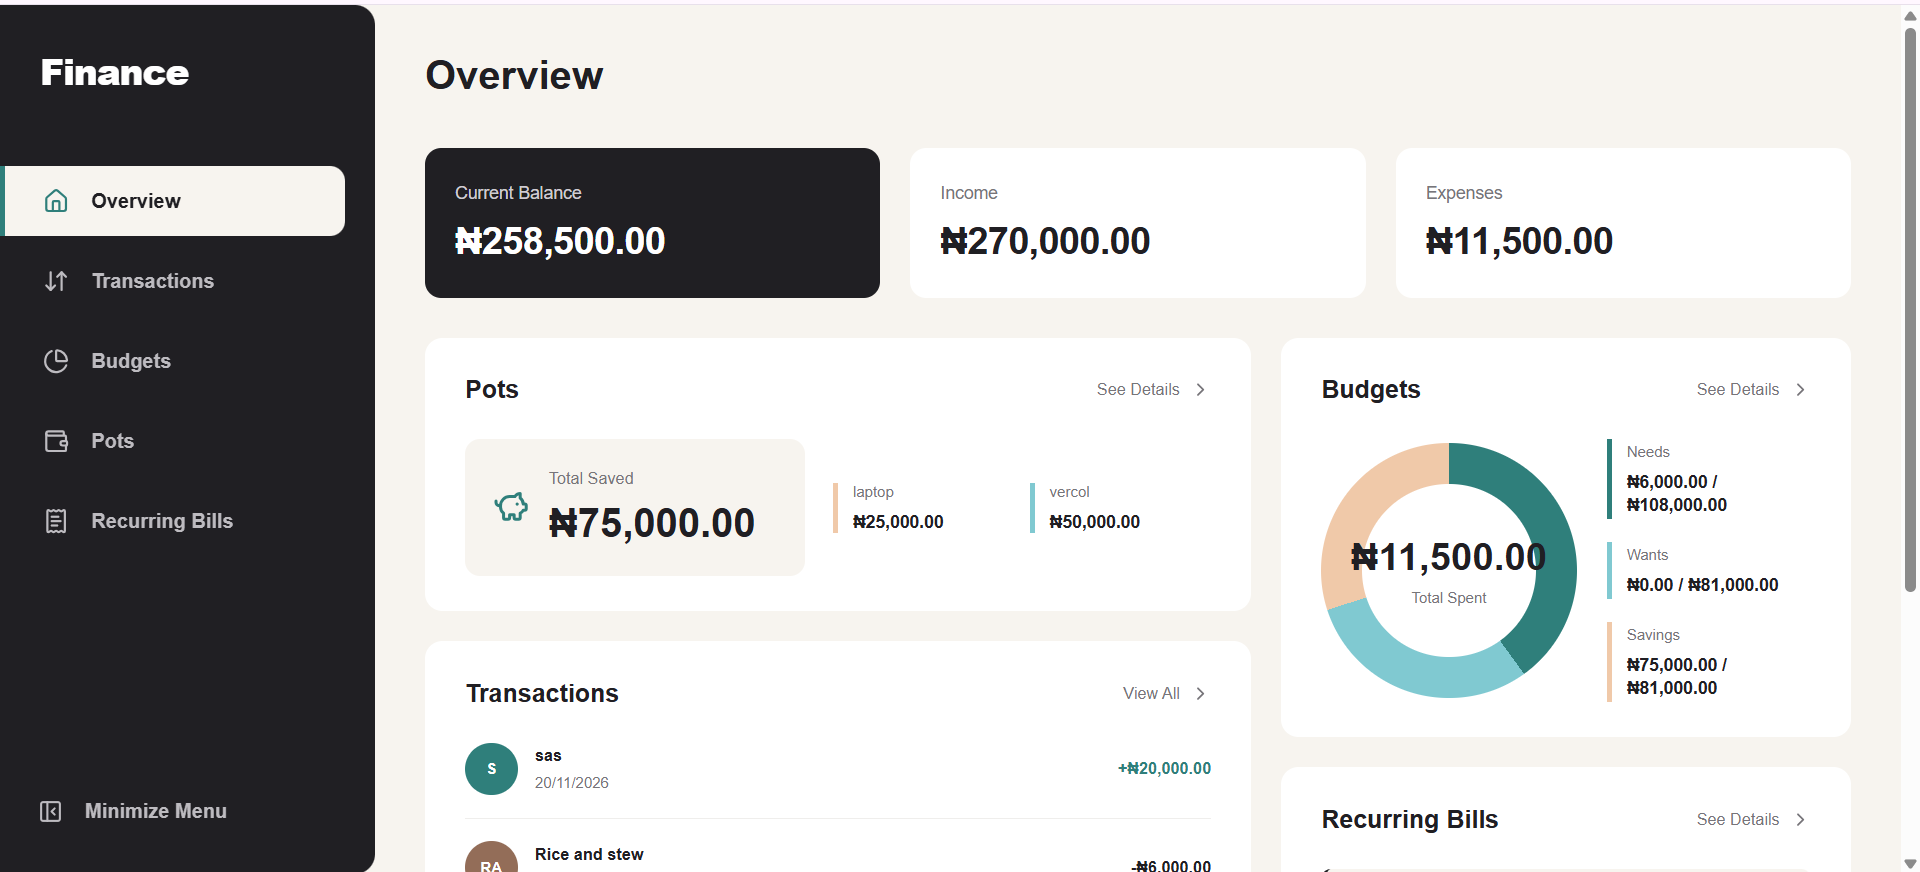 Finance
Overview
Transactions
Budgets
Pots
Recurring Bills
Minimize Menu
Overview
Current Balance
₦258,500.00
Income
₦270,000.00
Expenses
₦11,500.00
Pots
See Details
Total Saved
₦75,000.00
laptop
₦25,000.00
vercol
₦50,000.00
Budgets
See Details
₦11,500.00
Total Spent
Needs
₦6,000.00 /
₦108,000.00
Wants
₦0.00 / ₦81,000.00
Savings
₦75,000.00 /
₦81,000.00
Transactions
View All
S
sas
20/11/2026
+₦20,000.00
RA
Rice and stew
-₦6,000.00
Recurring Bills
See Details